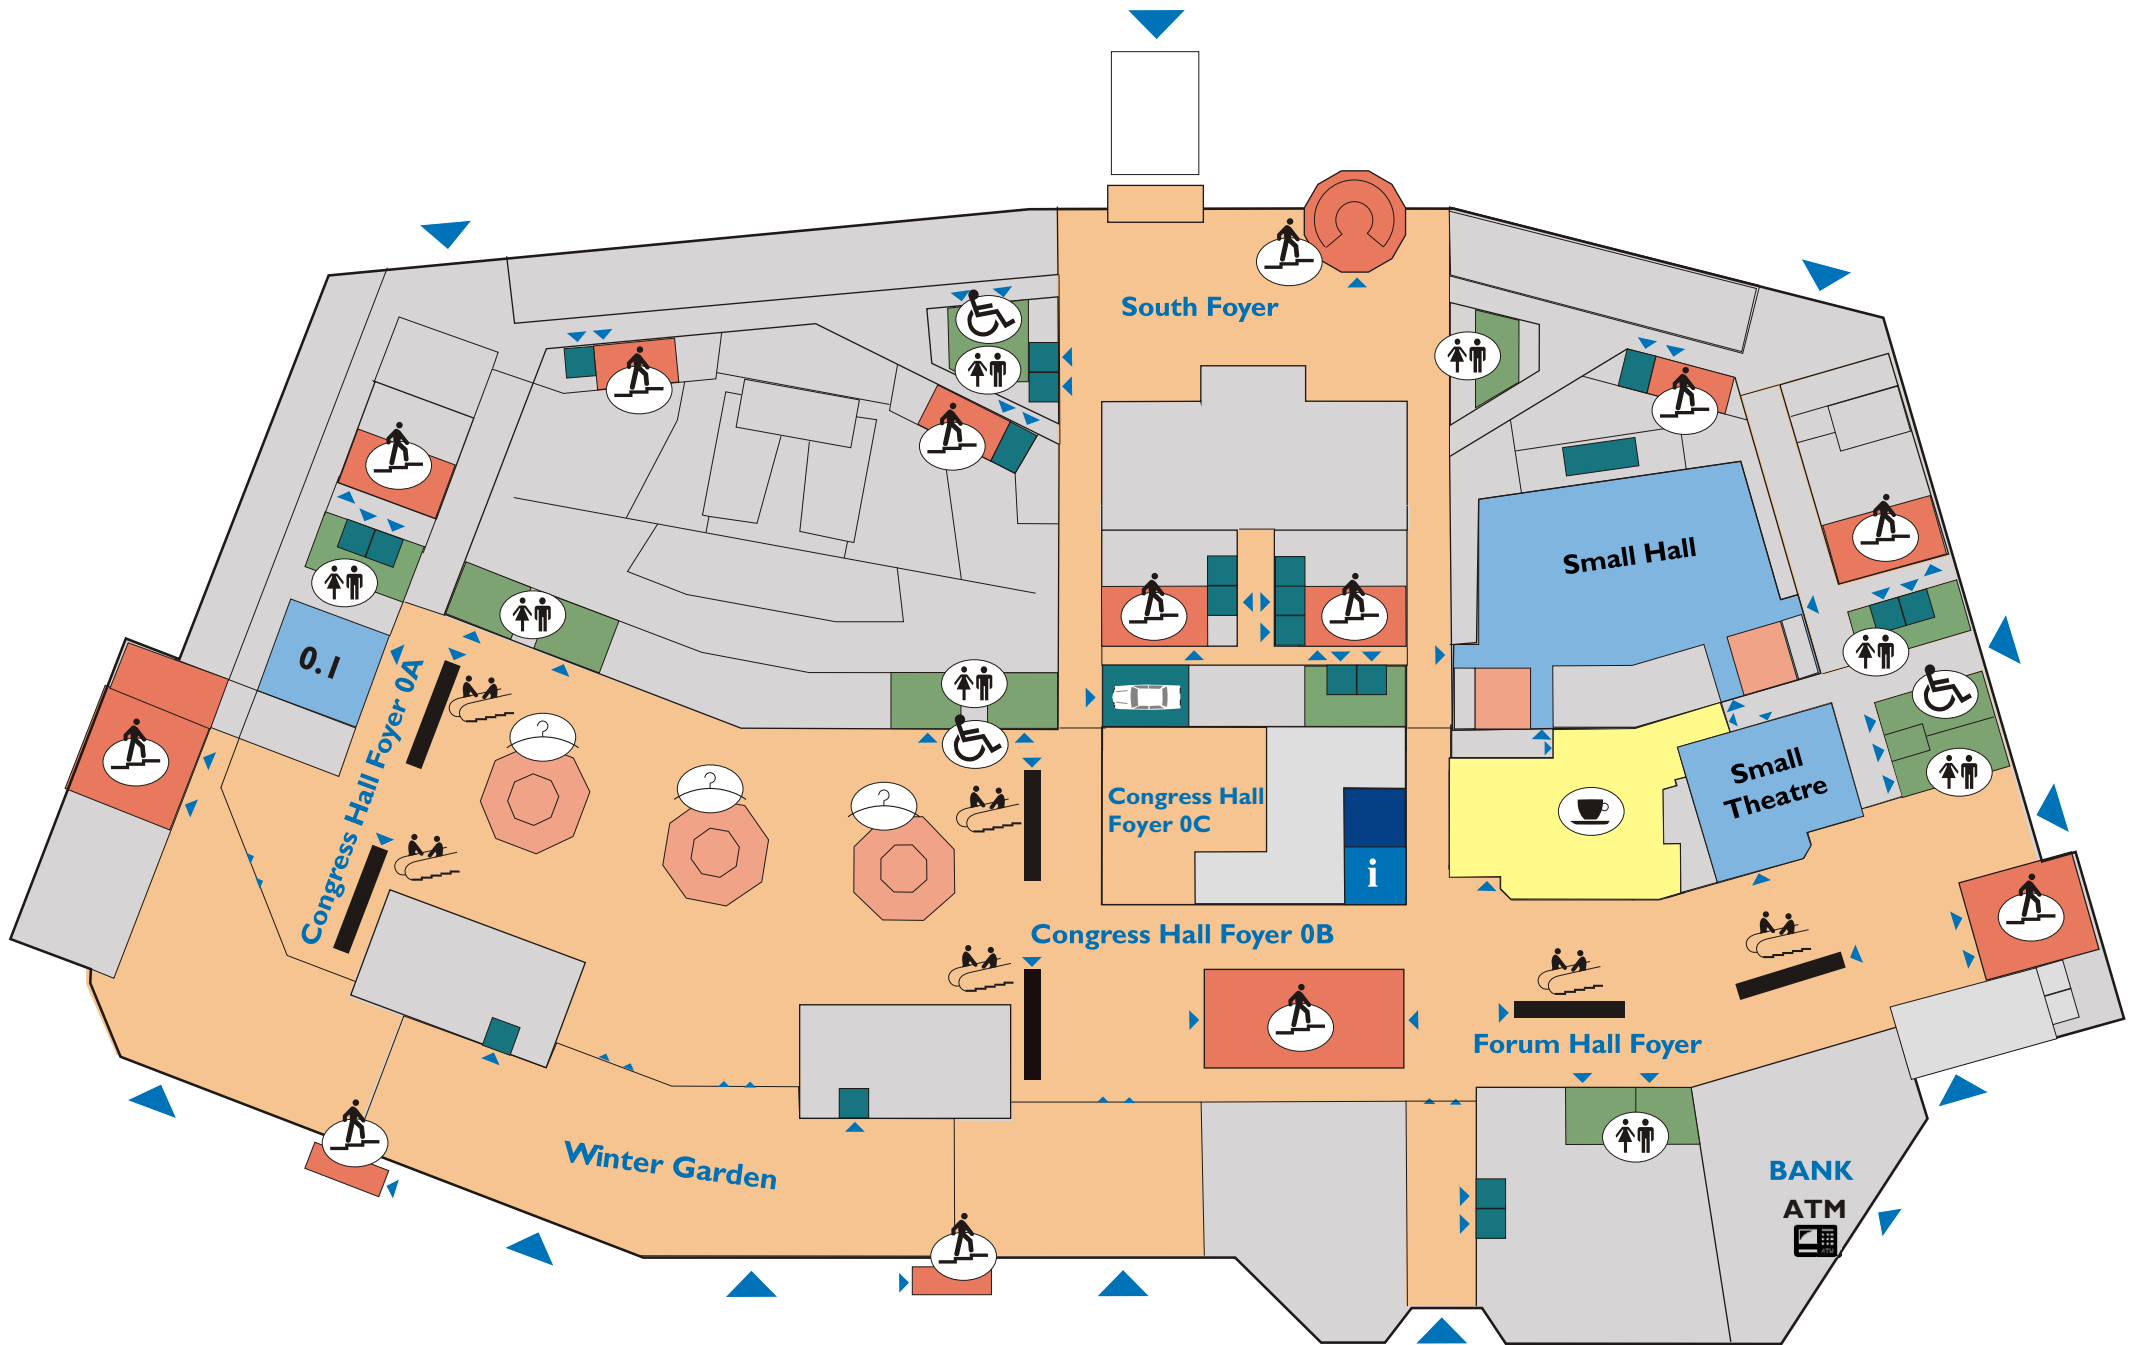 South Foyer
Small Hall
0.1
Congress Hall Foyer 0A
Small
Theatre
Congress Hall
Foyer 0C
i
Congress Hall Foyer 0B
Forum Hall Foyer
Winter Garden
BANK
ATM
ATM